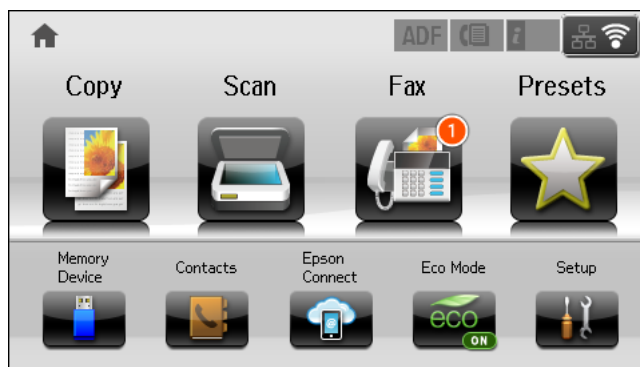 ADF i
Copy Scan Fax Presets
1
Memory Device Contacts Epson Connect Eco Mode Setup
@
eco
ON